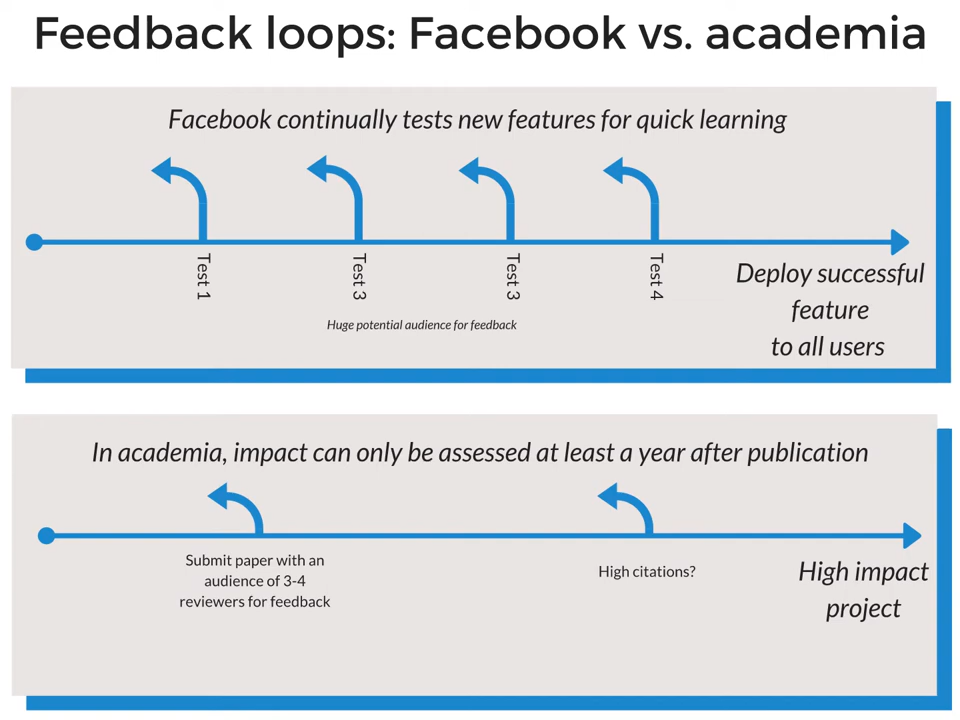 Feedback loops: Facebook vs. academia
Facebook continually tests new features for quick learning
Test 1
Test 3
Test 3
Test 4
Huge potential audience for feedback
Deploy successful
feature
to all users
In academia, impact can only be assessed at least a year after publication
Submit paper with an
audience of 3-4
reviewers for feedback
High citations?
High impact
project